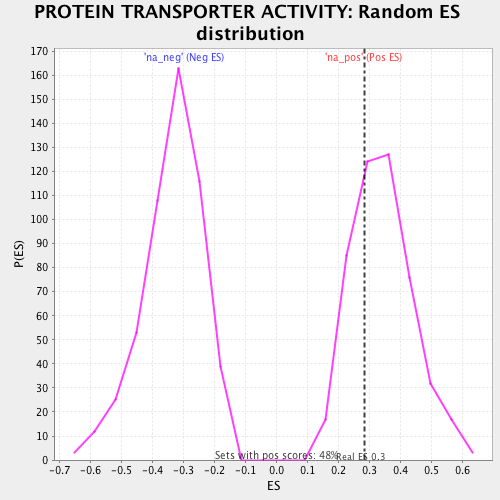 PROTEIN TRANSPORTER ACTIVITY: Random ES
distribution
'na_neg' (Neg ES)
'na_pos' (Pos ES)
170
160
150
140
130
120
110
100
90
80
70
60
50
40
30
20
10
0
P(ES)
Sets with pos scores: 48%
Real ES 0.3
-0.7 -0.6 -0.5 -0.4 -0.3 -0.2 -0.1 0.0 0.1 0.2 0.3 0.4 0.5 0.6
ES